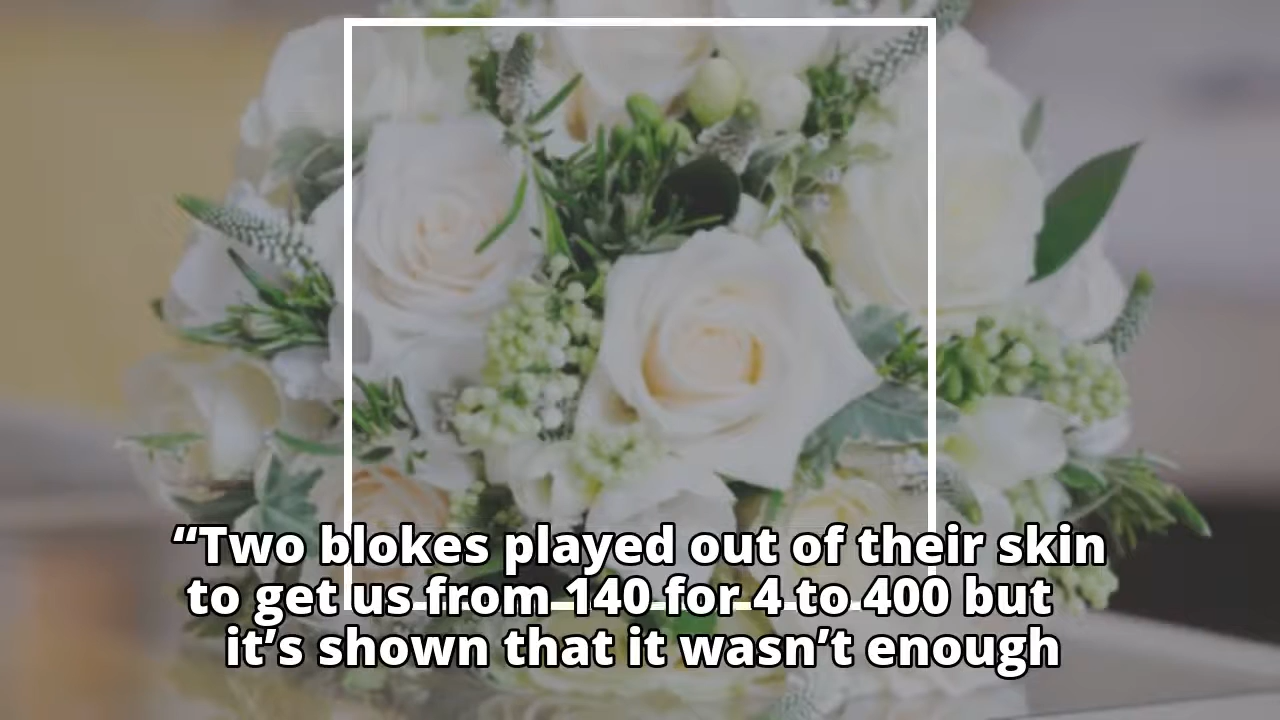 “Two blokes played out of their skin
to get us from 140 for 4 to 400 but
it’s shown that it wasn’t enough